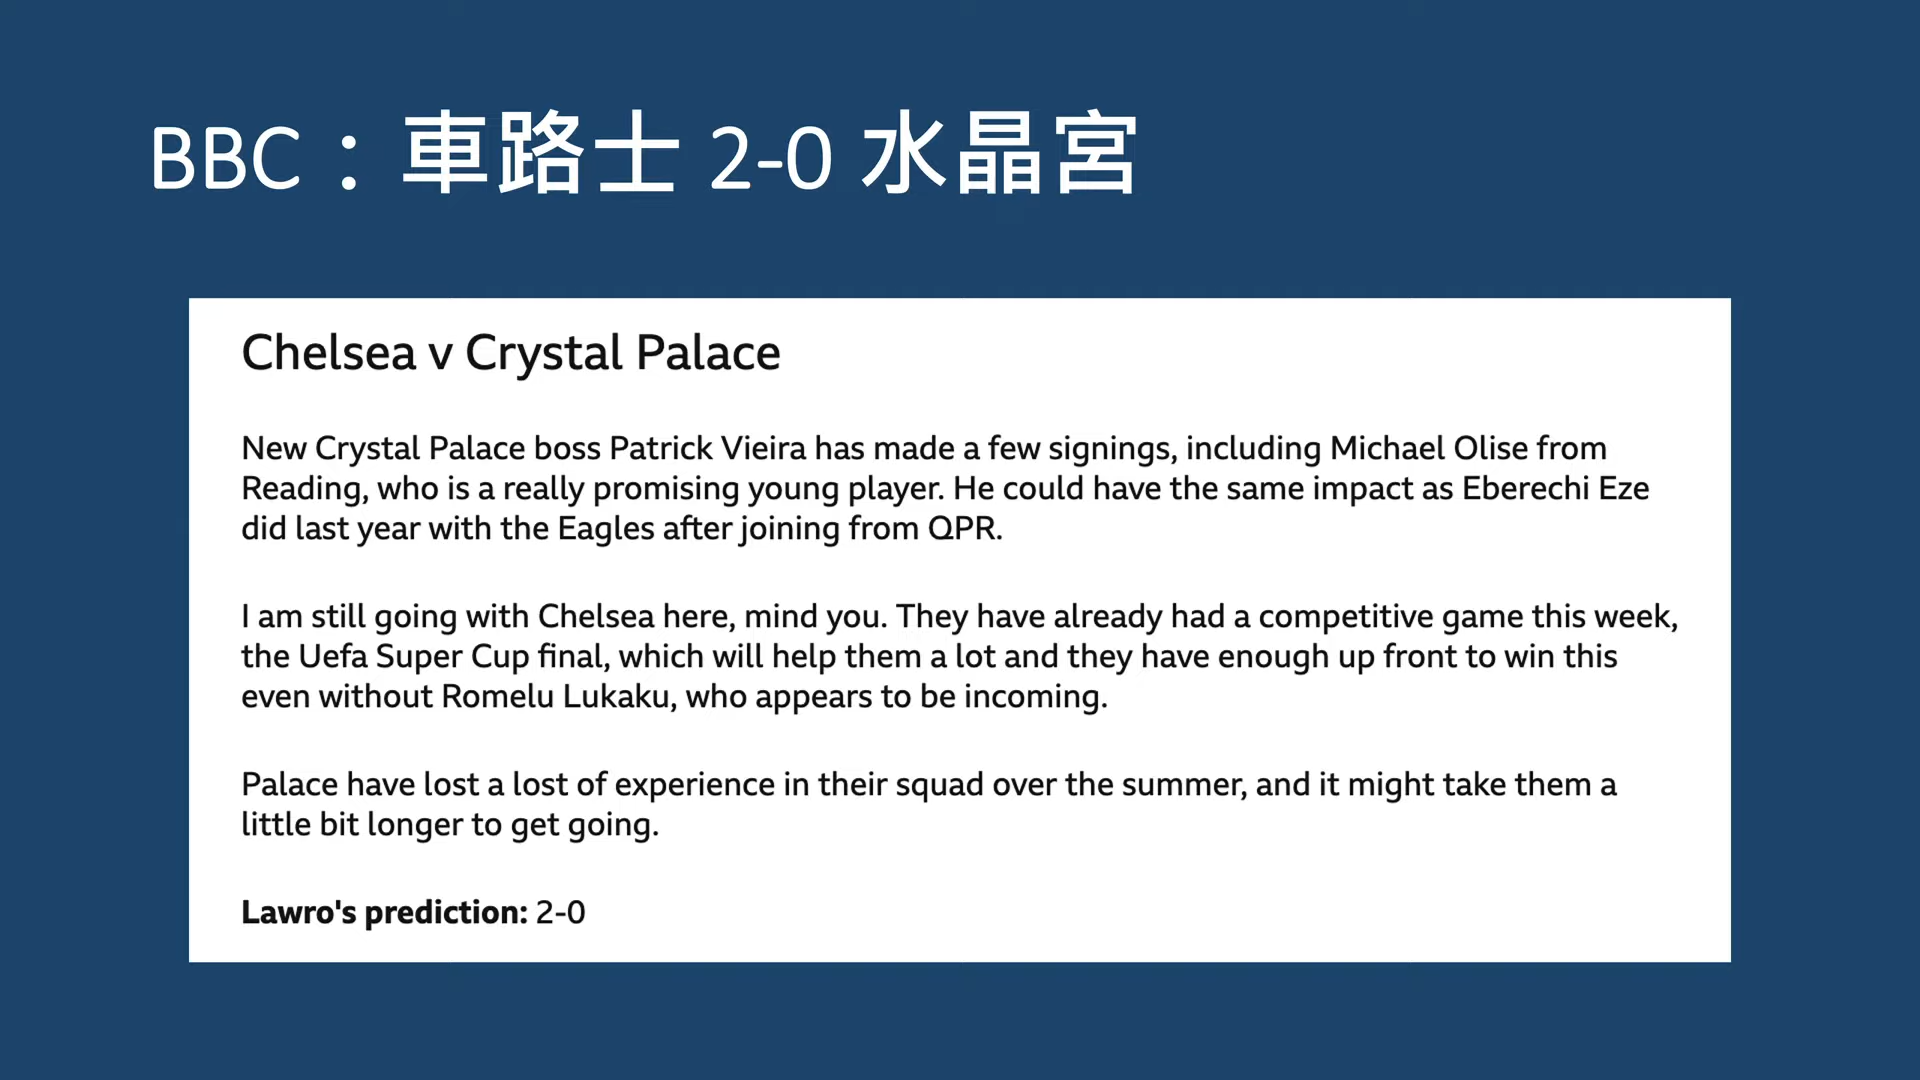 BBC：車路士 2-0 水晶宮
Chelsea v Crystal Palace
New Crystal Palace boss Patrick Vieira has made a few signings, including Michael Olise from
Reading, who is a really promising young player. He could have the same impact as Eberechi Eze
did last year with the Eagles after joining from QPR.
I am still going with Chelsea here, mind you. They have already had a competitive game this week,
the Uefa Super Cup final, which will help them a lot and they have enough up front to win this
even without Romelu Lukaku, who appears to be incoming.
Palace have lost a lost of experience in their squad over the summer, and it might take them a
little bit longer to get going.
Lawro's prediction: 2-0